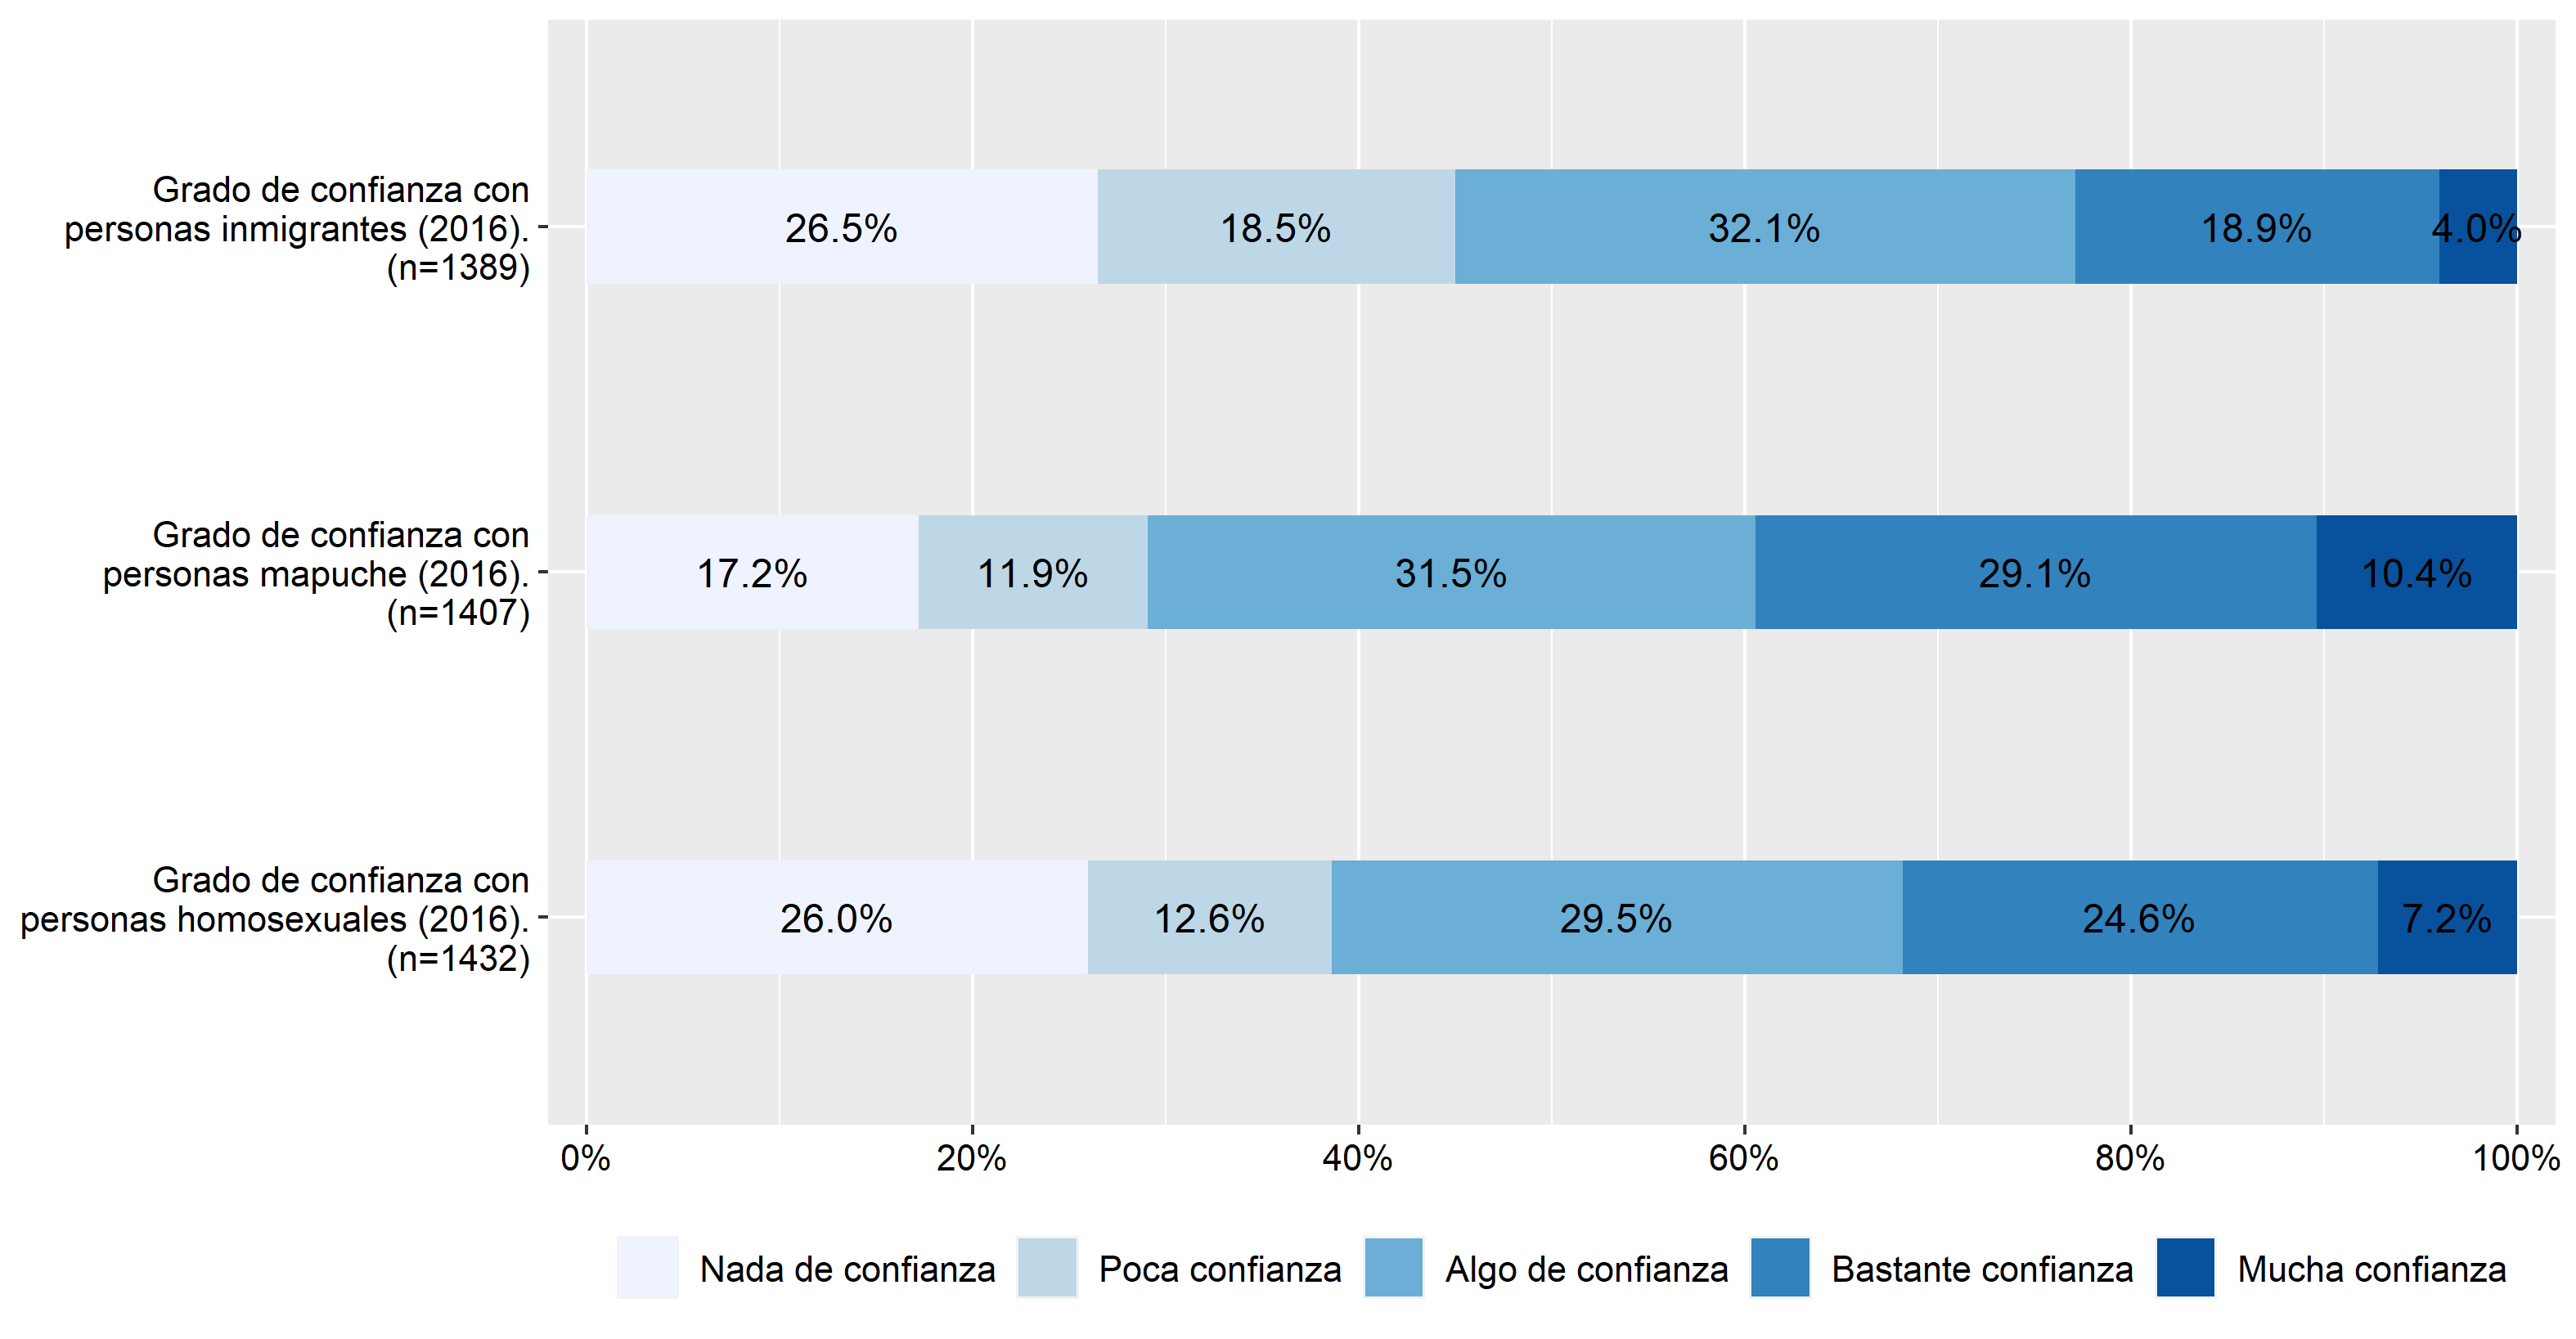 Grado de confianza con
personas inmigrantes (2016).
(n=1389)
26.5% 18.5% 32.1% 18.9% 4.0%
Grado de confianza con
personas mapuche (2016).
(n=1407)
17.2% 11.9% 31.5% 29.1% 10.4%
Grado de confianza con
personas homosexuales (2016).
(n=1432)
26.0% 12.6% 29.5% 24.6% 7.2%
0% 20% 40% 60% 80% 100%
Nada de confianza Poca confianza Algo de confianza Bastante confianza Mucha confianza